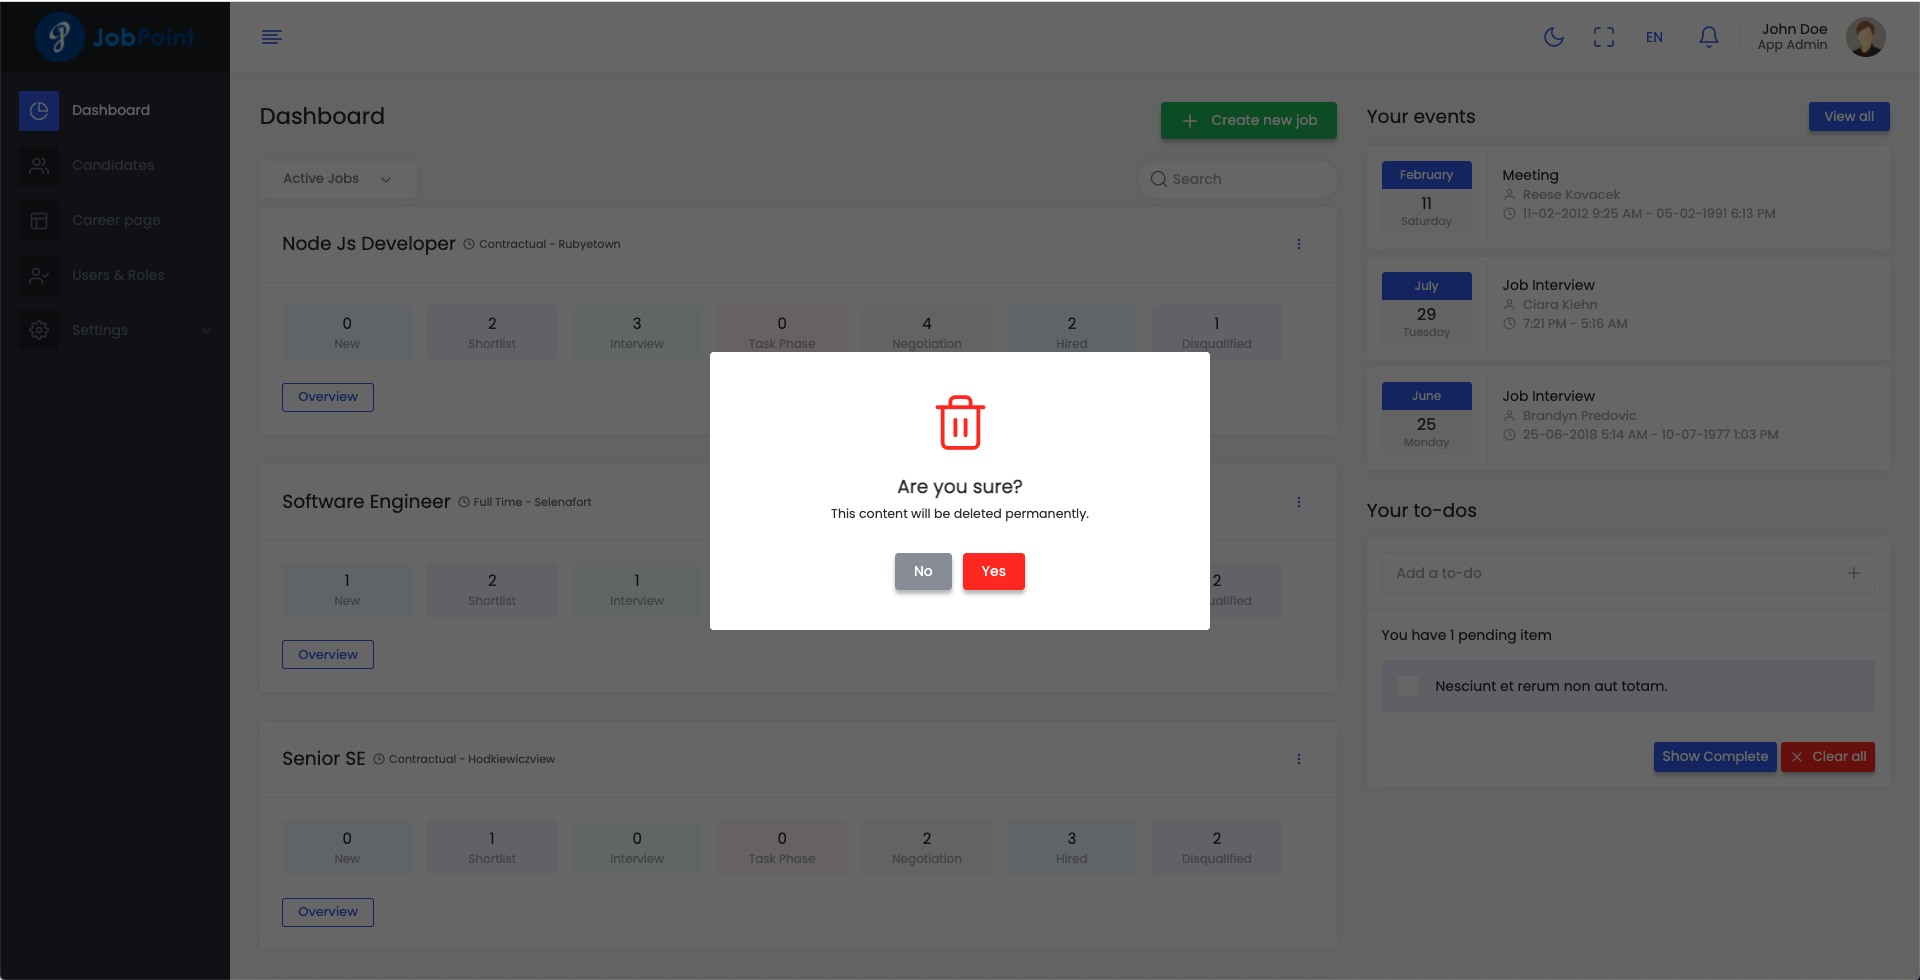 JobPoint
EN
John Doe
App Admin
Dashboard
Candidates
Career page
Users & Roles
Settings
Dashboard
Create new job
Active Jobs
Search
Node Js Developer Contractual - Rubyetown
0 2 3 0 4 2 1
New Shortlist Interview Task Phase Negotiation Hired Disqualified
Overview
Software Engineer Full Time - Selenafort
1 2 1 2
New Shortlist Interview
Overview
Senior SE Contractual - Hodkiewiczview
0 1 0 0 2 3 2
New Shortlist Interview Task Phase Negotiation Hired Disqualified
Overview
Are you sure?
This content will be deleted permanently.
No Yes
Your events
View all
February
11
Saturday
Meeting
Reese Kovacek
11-02-2012 9:25 AM - 05-02-1991 6:13 PM
July
29
Tuesday
Job Interview
Ciara Kiehn
7:21 PM - 5:16 AM
June
25
Monday
Job Interview
Brandyn Predovic
25-06-2018 5:14 AM - 10-07-1977 1:03 PM
Your to-dos
Add a to-do
You have 1 pending item
Nesciunt et rerum non aut totam.
Show Complete
Clear all